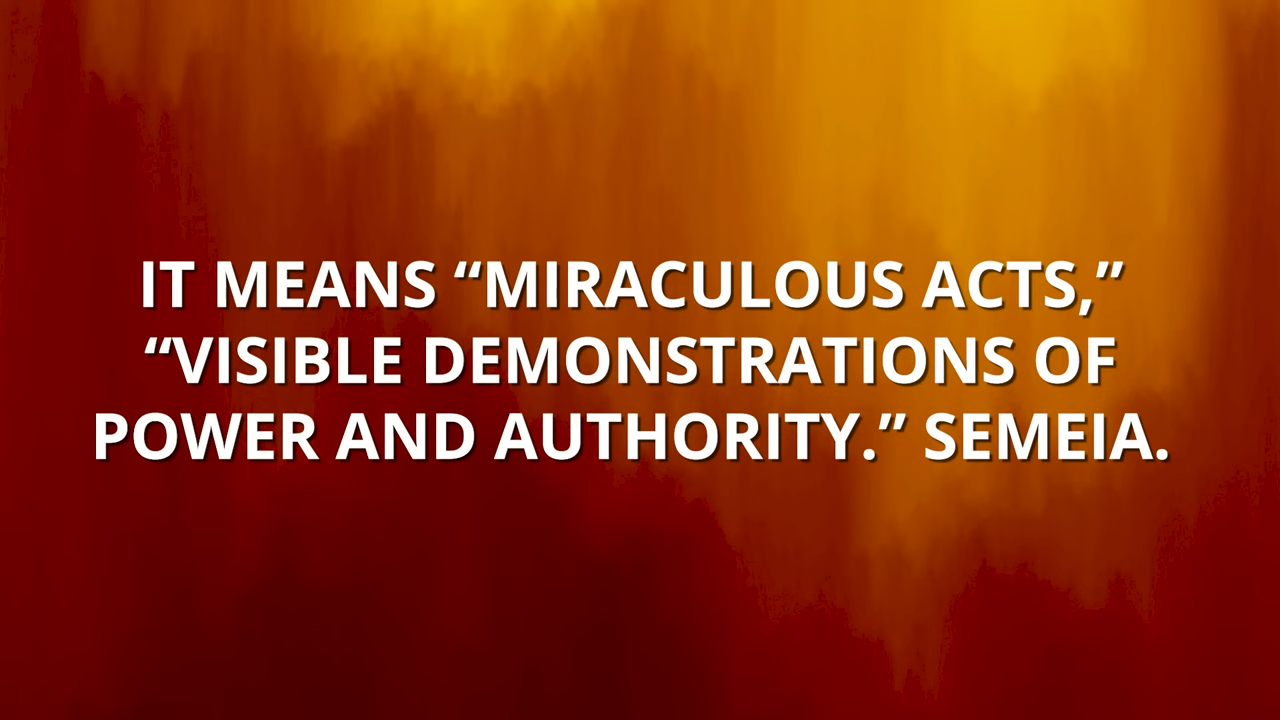 IT MEANS “MIRACULOUS ACTS,”
“VISIBLE DEMONSTRATIONS OF
POWER AND AUTHORITY.” SEMEIA.